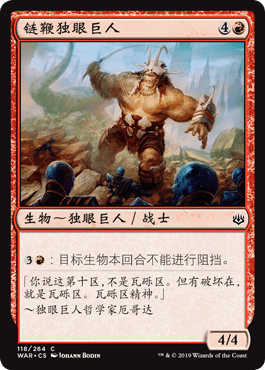 链鞭独眼巨人 4
生物～独眼巨人 / 战士
3 ：目标生物本回合不能进行阻挡。
「你说这第十区，不是瓦砾区。但有破坏在，
就是瓦砾区。瓦砾区精神。」
～独眼巨人哲学家厄哥达
4/4
118/264 C
WAR • CS Johann Bodin
™ & © 2019 Wizards of the Coast